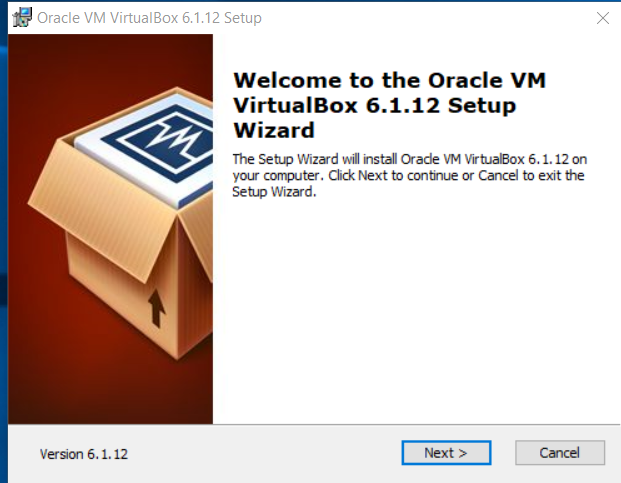 Oracle VM VirtualBox 6.1.12 Setup
Welcome to the Oracle VM
VirtualBox 6.1.12 Setup
Wizard
The Setup Wizard will install Oracle VM VirtualBox 6.1.12 on
your computer. Click Next to continue or Cancel to exit the
Setup Wizard.
Version 6.1.12
Next >
Cancel